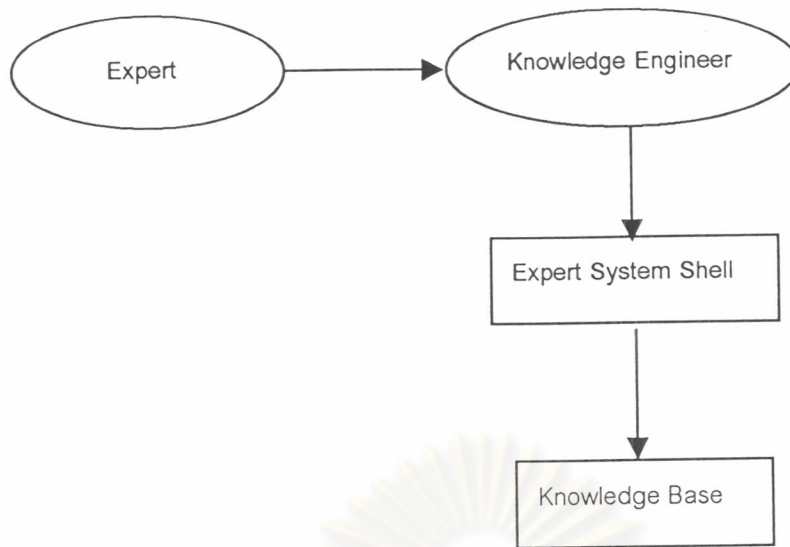 Expert
Knowledge Engineer
Expert System Shell
Knowledge Base